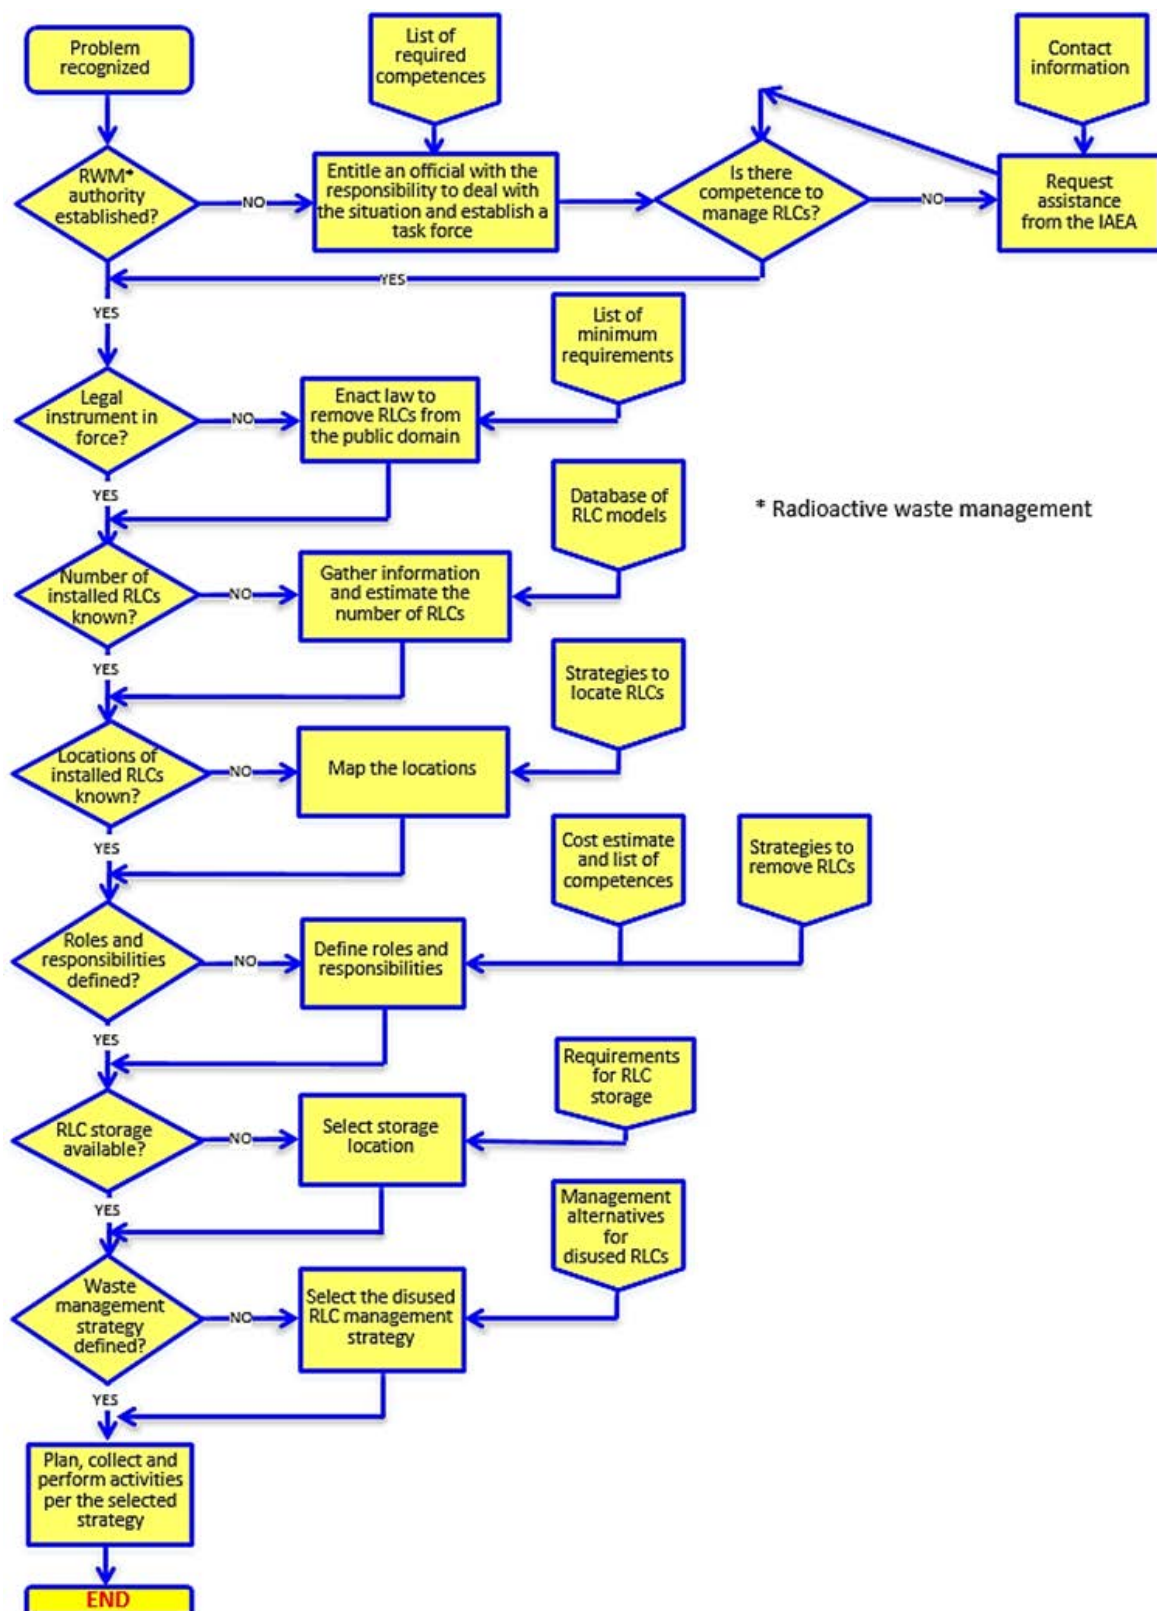 Problem
recognized
List of
required
competences
Contact
information
RWM*
authority
established?
NO
Entitle an official with the
responsibility to deal with
the situation and establish a
task force
Is there
competence to
manage RLCs?
NO
Request
assistance
from the IAEA
YES
YES
List of
minimum
requirements
Legal
instrument in
force?
NO
Enact law to
remove RLCs from
the public domain
YES
Database of
RLC models
* Radioactive waste management
Number of
installed RLCs
known?
NO
Gather information
and estimate the
number of RLCs
YES
Strategies to
locate RLCs
Locations of
installed RLCs
known?
NO
Map the locations
YES
Cost estimate
and list of
competences
Strategies to
remove RLCs
Roles and
responsibilities
defined?
NO
Define roles and
responsibilities
YES
Requirements
for RLC
storage
RLC storage
available?
NO
Select storage
location
YES
Management
alternatives
for
disused RLCs
Waste
management
strategy
defined?
NO
Select the disused
RLC management
strategy
YES
Plan, collect and
perform activities
per the selected
strategy
END